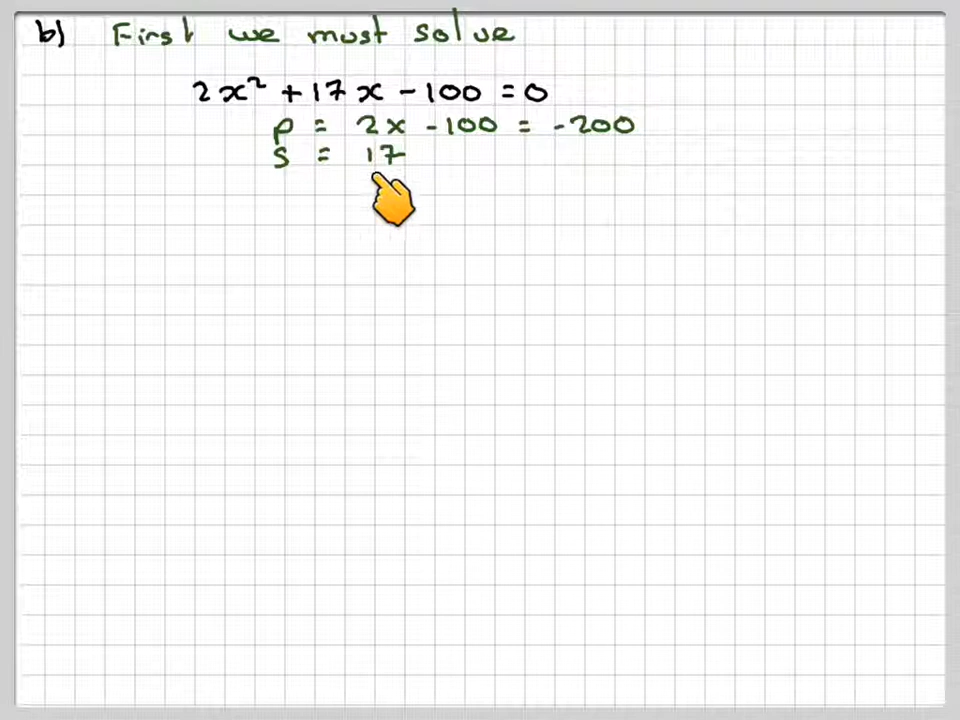 b) First we must solve
2x² + 17x - 100 = 0
P = 2x - 100 = -200
S = 17